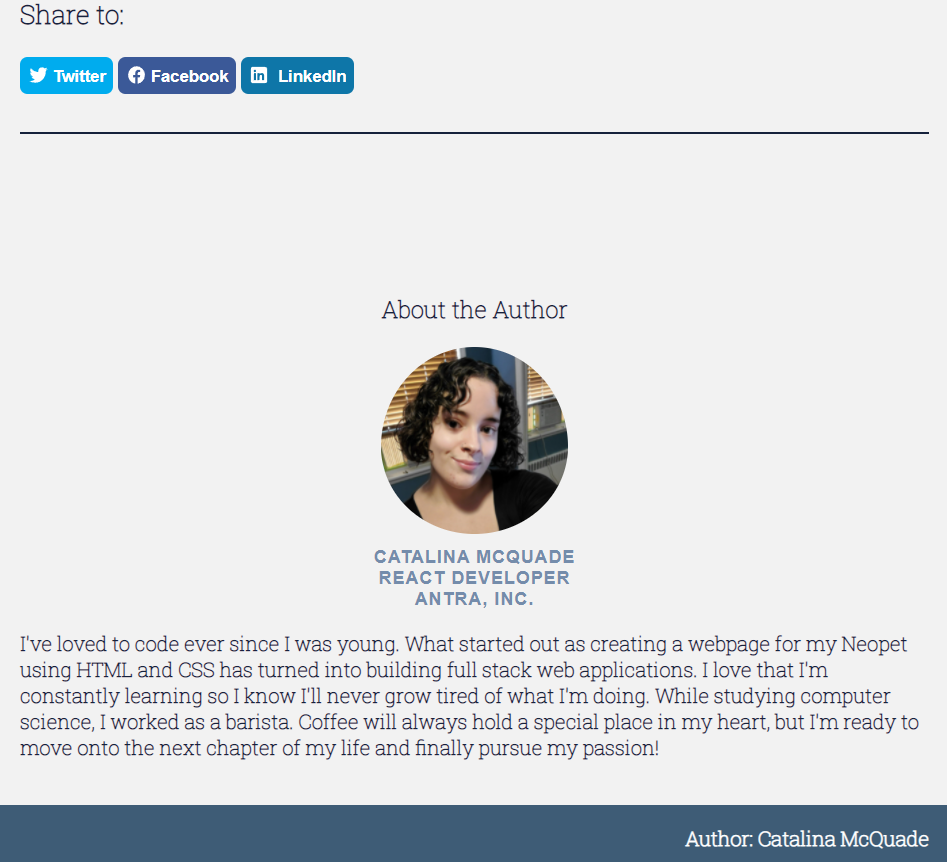 Share to:
Twitter Facebook LinkedIn
About the Author
CATALINA MCQUADE
REACT DEVELOPER
ANTRA, INC.
I've loved to code ever since I was young. What started out as creating a webpage for my Neopet
using HTML and CSS has turned into building full stack web applications. I love that I'm
constantly learning so I know I'll never grow tired of what I'm doing. While studying computer
science, I worked as a barista. Coffee will always hold a special place in my heart, but I'm ready to
move onto the next chapter of my life and finally pursue my passion!
Author: Catalina McQuade